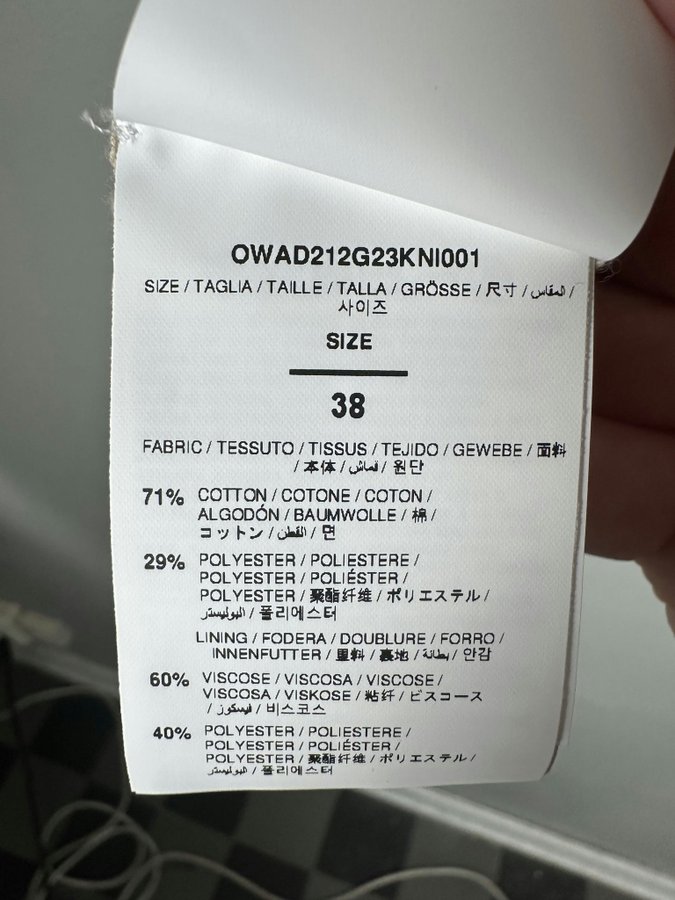 OWAD212G23KNI001
SIZE / TAGLIA / TAILLE / TALLA / GRÖSSE / 尺寸 / المقاس /
사이즈
SIZE
38
FABRIC / TESSUTO / TISSUS / TEJIDO / GEWEBE / 面料
/ 本体 / قماش / 원단
71% COTTON / COTONE / COTON /
ALGODÓN / BAUMWOLLE / 棉 /
コットン / القطن / 면
29% POLYESTER / POLIESTERE /
POLYESTER / POLIÉSTER /
POLYESTER / 聚酯纤维 / ポリエステル /
البوليستر / 폴리에스터
LINING / FODERA / DOUBLURE / FORRO /
INNENFUTTER / 里料 / 裏地 / بطانة / 안감
60% VISCOSE / VISCOSA / VISCOSE /
VISCOSA / VISKOSE / 粘纤 / ビスコース
/ فيسكوز / 비스코스
40% POLYESTER / POLIESTERE /
POLYESTER / POLIÉSTER /
POLYESTER / 聚酯纤维 / ポリエステル /
البوليستر / 폴리에스터